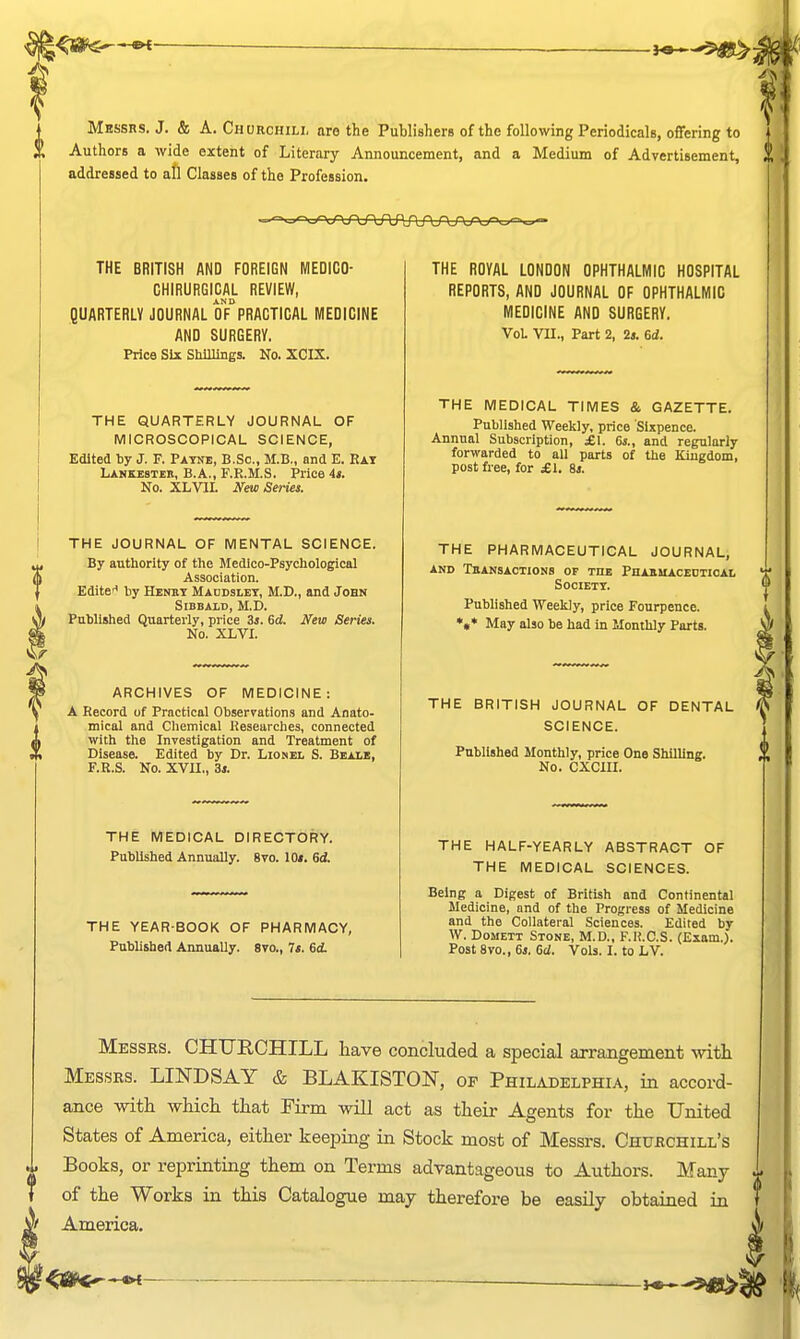 MESSRS. J. & A. CHURCHILL are the Publishers of the following Periodicals, offering to
Authors a wide extent of Literary Announcement, and a Medium of Advertisement,
addressed to all Classes of the Profession.
THE BRITISH AND FOREIGN MEDICO-
CHIRURGICAL REVIEW,
AND
QUARTERLY JOURNAL OF PRACTICAL MEDICINE
AND SURGERY.
Price Six Shillings. No. XCIX.
THE QUARTERLY JOURNAL OF
MICROSCOPICAL SCIENCE,
Edited by J. F. PAYNE, B.Sc., M.B., and E. RAY
LANKESTER, B.A., F.R.M.S. Price 4s.
No. XLVII. New Series.
THE JOURNAL OF MENTAL SCIENCE.
By authority of the Medico-Psychological
Association.
Edited by HENRY MAUDSLEY, M.D., and JOHN
SIBBALD, M.D.
Published Quarterly, price 3s. 6d. New Series.
No. XLVI.
ARCHIVES OF MEDICINE:
A Record of Practical Observations and Anato-
mical and Chemical Researches, connected
with the Investigation and Treatment of
Disease. Edited by Dr. LIONEL S. BEALE,
F.R.S. No. XVII., 3s.
THE MEDICAL DIRECTORY.
Published Annually. 8vo. 10s. 6d.
THE YEAR-BOOK OF PHARMACY,
Published Annually. 8vo., 7s. 6d.
THE ROYAL LONDON OPHTHALMIC HOSPITAL
REPORTS, AND JOURNAL OF OPHTHALMIC
MEDICINE AND SURGERY.
Vol. VII., Part 2, 2s. 6d.
THE MEDICAL TIMES & GAZETTE.
Published Weekly, price Sixpence.
Annual Subscription, £1. 6s., and regularly
forwarded to all parts of the Kingdom,
post free, for £1. 8s.
THE PHARMACEUTICAL JOURNAL,
AND TRANSACTIONS OF THE PHARMACEUTICAL
SOCIETY.
Published Weekly, price Fourpence.
*** May also be had in Monthly Parts.
THE BRITISH JOURNAL OF DENTAL
SCIENCE.
Published Monthly, price One Shilling.
No. CXCIII.
THE HALF-YEARLY ABSTRACT OF
THE MEDICAL SCIENCES.
Being a Digest of British and Continental
Medicine, and of the Progress of Medicine
and the Collateral Sciences. Edited by
W. DOMETT STONE, M.D., F.R.C.S. (Exam.).
Post 8vo., 6s. 6d. Vols. I. to LV.
MESSRS. CHURCHILL have concluded a special arrangement with
MESSRS. LINDSAY & BLAKISTON, OF PHILADELPHIA, in accord-
ance with which that Firm will act as their Agents for the United
States of America, either keeping in Stock most of Messrs. CHURCHILL'S
Books, or reprinting them on Terms advantageous to Authors. Many
of the Works in this Catalogue may therefore be easily obtained in
America.